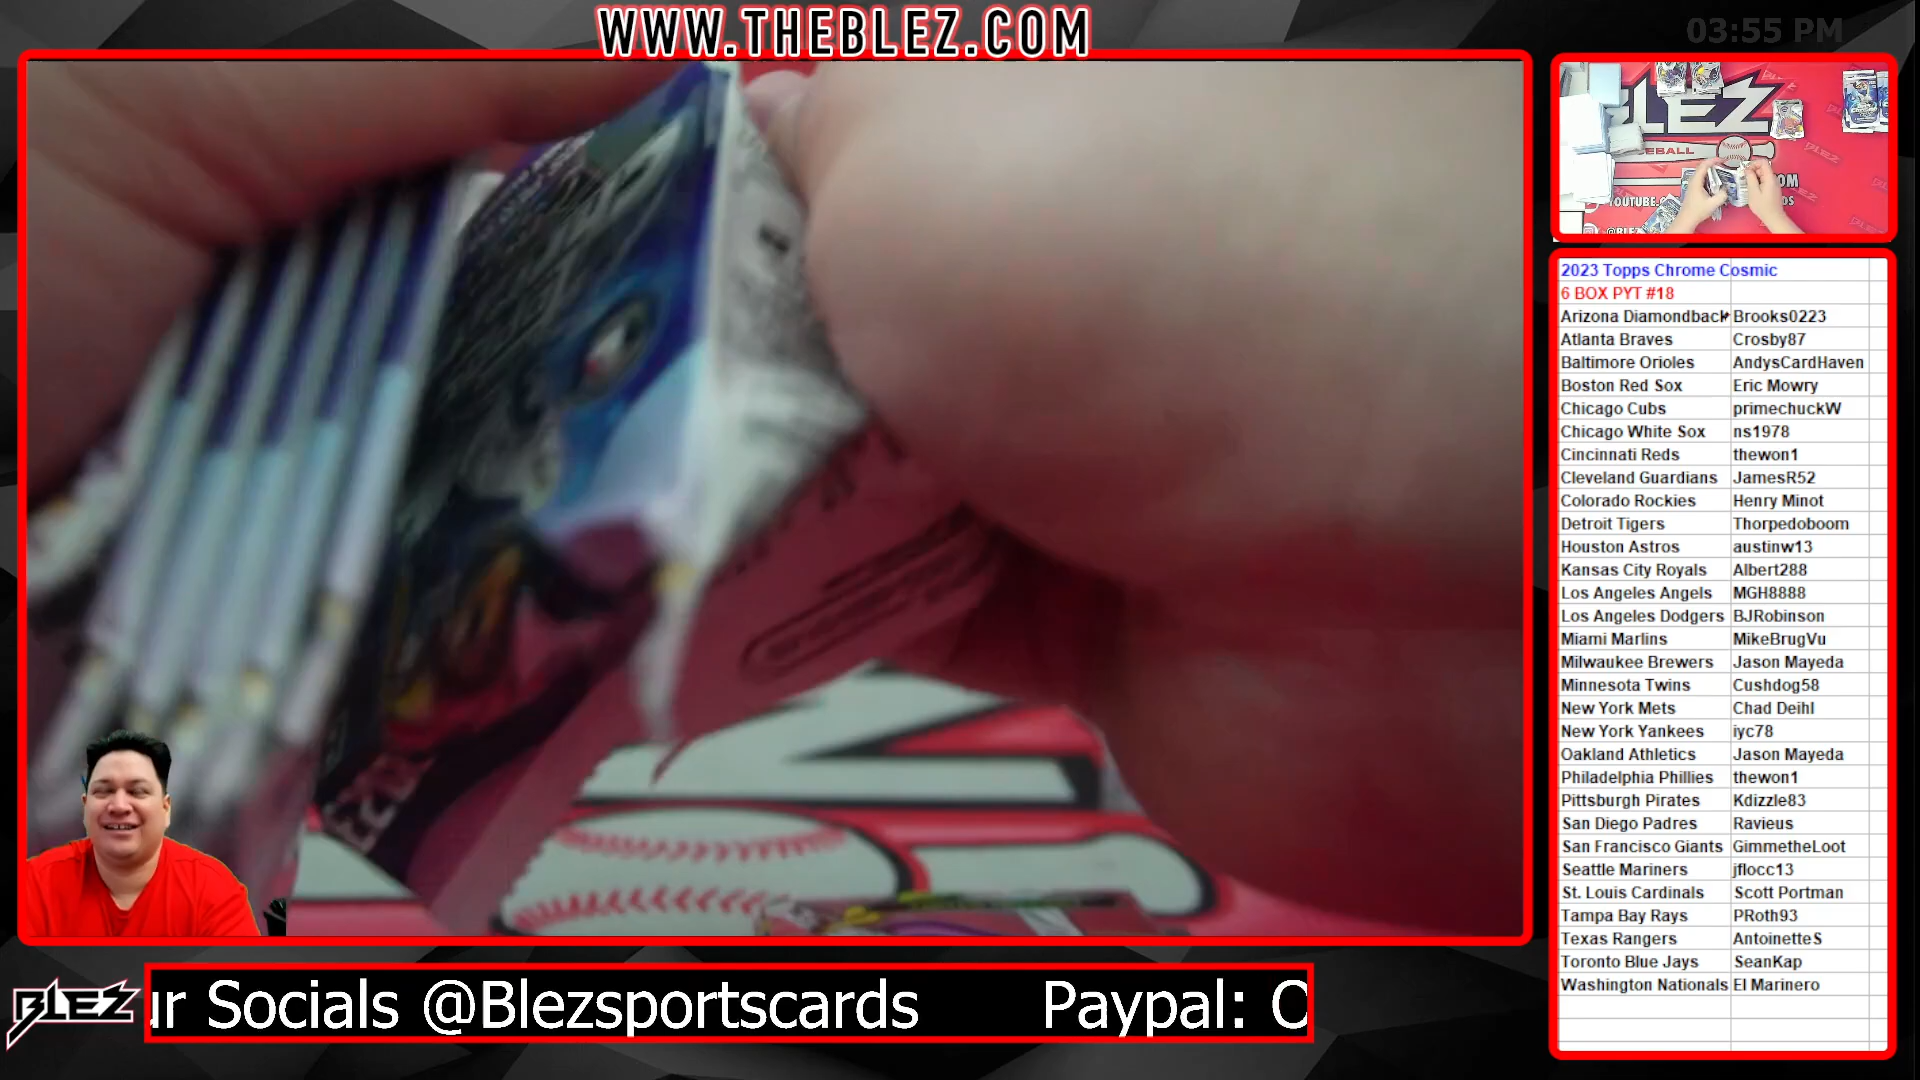 WWW.THEBLEZ.COM
03:55 PM
BLEZ
EBALL
OM
YOUTUBE.
2023 Topps Chrome Cosmic
6 BOX PYT #18
Arizona Diamondback Brooks0223
Atlanta Braves Crosby87
Baltimore Orioles AndysCardHaven
Boston Red Sox Eric Mowry
Chicago Cubs primechuckW
Chicago White Sox ns1978
Cincinnati Reds thewon1
Cleveland Guardians JamesR52
Colorado Rockies Henry Minot
Detroit Tigers Thorpedoboom
Houston Astros austinw13
Kansas City Royals Albert288
Los Angeles Angels MGH8888
Los Angeles Dodgers BJRobinson
Miami Marlins MikeBrugVu
Milwaukee Brewers Jason Mayeda
Minnesota Twins Cushdog58
New York Mets Chad Deihl
New York Yankees iyc78
Oakland Athletics Jason Mayeda
Philadelphia Phillies thewon1
Pittsburgh Pirates Kdizzle83
San Diego Padres Ravieus
San Francisco Giants GimmetheLoot
Seattle Mariners jflocc13
St. Louis Cardinals Scott Portman
Tampa Bay Rays PRoth93
Texas Rangers AntoinetteS
Toronto Blue Jays SeanKap
Washington Nationals El Marinero
BLEZ
ur Socials @Blezsportscards Paypal: C